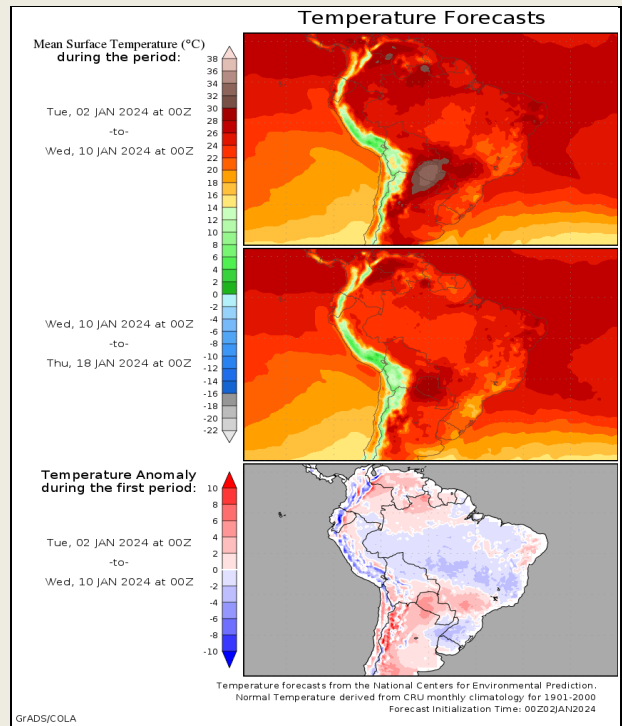 Temperature Forecasts
Mean Surface Temperature (°C)
during the period:
Tue, 02 JAN 2024 at 00Z
-to-
Wed, 10 JAN 2024 at 00Z
38
36
34
32
30
28
26
24
22
20
18
16
14
12
10
8
6
4
2
0
-2
-4
-6
-8
-10
-12
-14
-16
-18
-20
-22
Wed, 10 JAN 2024 at 00Z
-to-
Thu, 18 JAN 2024 at 00Z
Temperature Anomaly
during the first period:
Tue, 02 JAN 2024 at 00Z
-to-
Wed, 10 JAN 2024 at 00Z
10
8
6
4
2
0
-2
-4
-6
-8
-10
Temperature forecasts from the National Centers for Environmental Prediction.
Normal Temperature derived from CRU monthly climatology for 1901-2000
Forecast Initialization Time: 00Z02JAN2024
GrADS/COLA